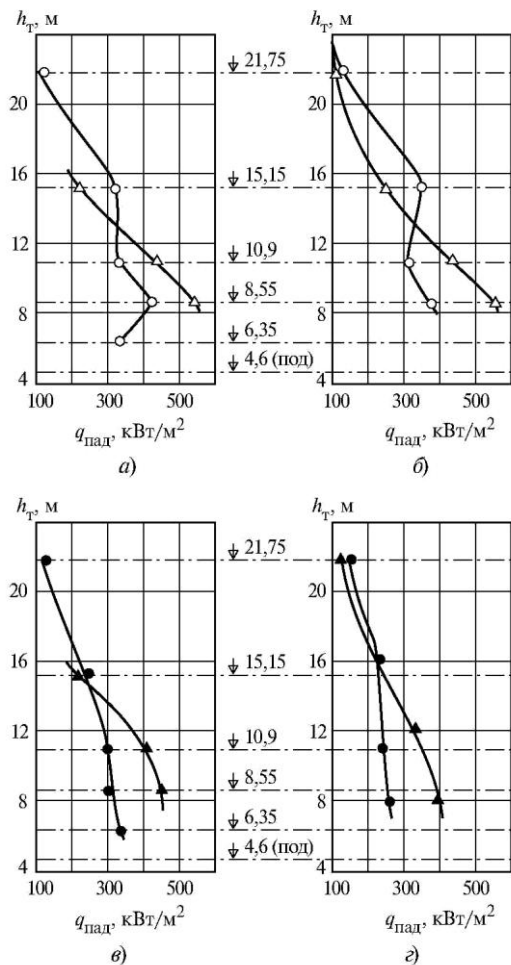 h_т, м
h_т, м
21,75
20
20
16
15,15
16
12
10,9
12
8,55
8
8
6,35
4,6 (под)
4
4
100 300 500
100 300 500
q_пад, кВт/м²
q_пад, кВт/м²
а)
б)
h_т, м
h_т, м
21,75
20
20
16
15,15
16
12
10,9
12
8,55
8
8
6,35
4,6 (под)
4
4
100 300 500
100 300 500
q_пад, кВт/м²
q_пад, кВт/м²
в)
г)